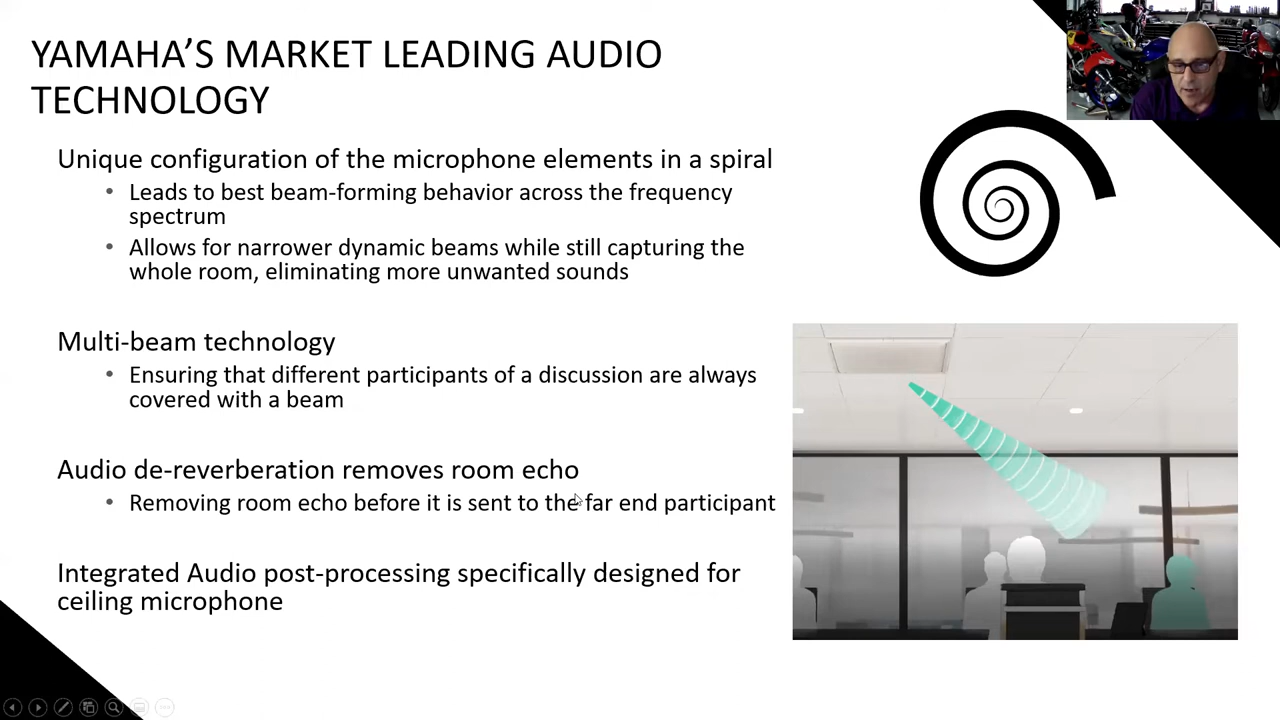 YAMAHA’S MARKET LEADING AUDIO
TECHNOLOGY
Unique configuration of the microphone elements in a spiral
• Leads to best beam-forming behavior across the frequency
spectrum
• Allows for narrower dynamic beams while still capturing the
whole room, eliminating more unwanted sounds
Multi-beam technology
• Ensuring that different participants of a discussion are always
covered with a beam
Audio de-reverberation removes room echo
• Removing room echo before it is sent to the far end participant
Integrated Audio post-processing specifically designed for
ceiling microphone